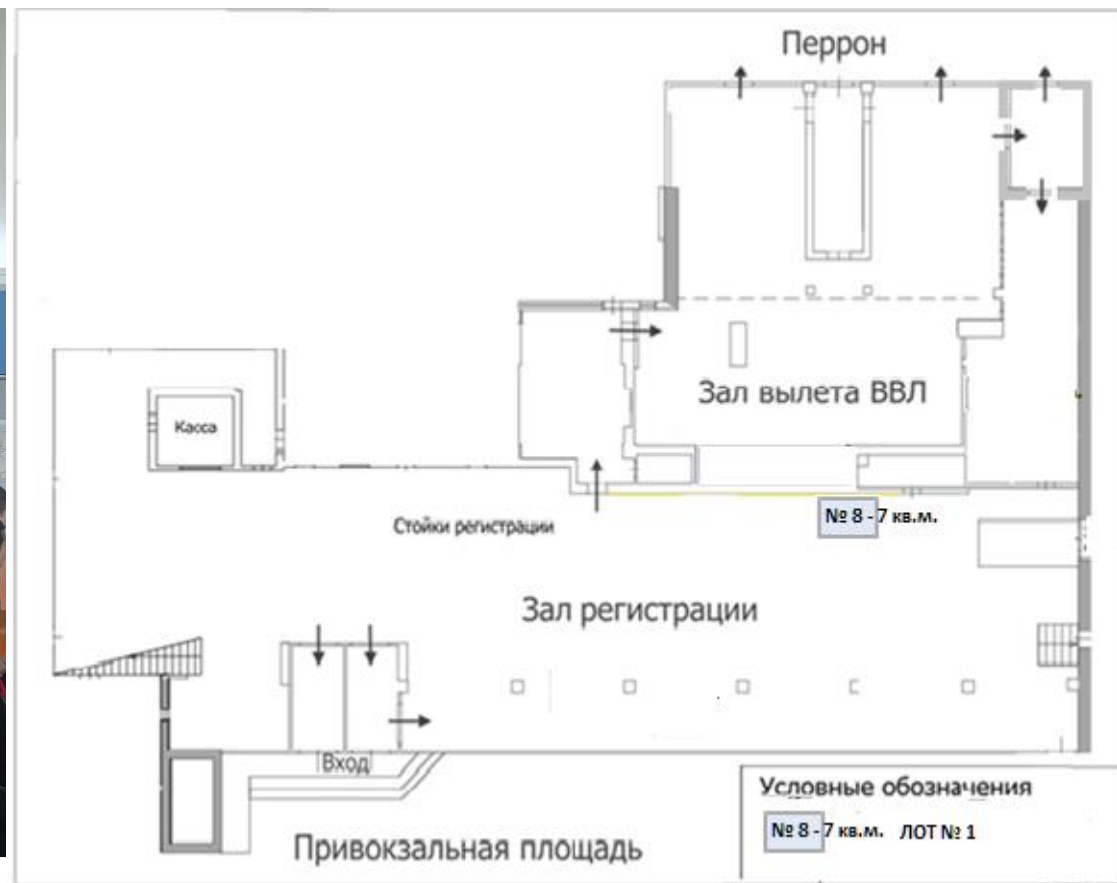 Перрон
Зал вылета ВВЛ
Касса
№ 8 - 7 кв.м.
Стойки регистрации
Зал регистрации
Вход
Условные обозначения
№ 8 - 7 кв.м. ЛОТ № 1
Привокзальная площадь